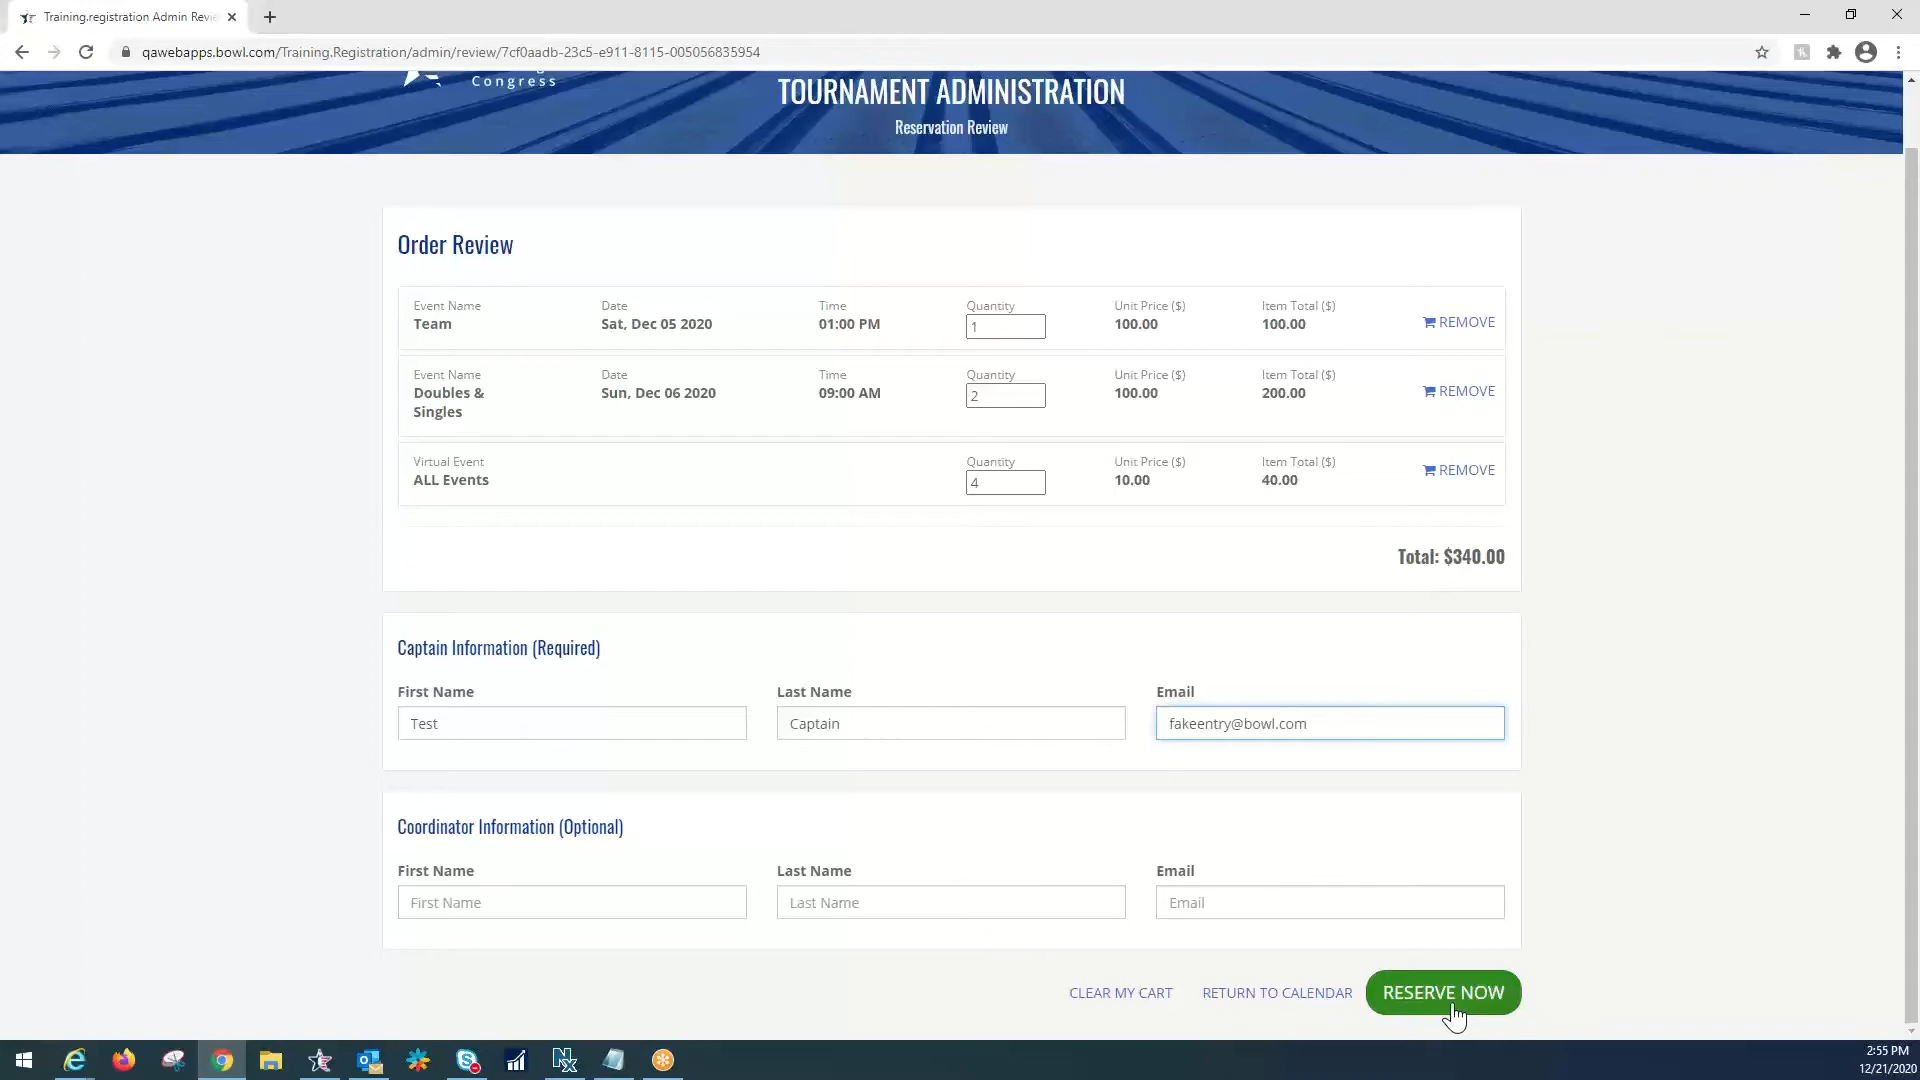 Training.registration Admin Revie
qawebapps.bowl.com/Training.Registration/admin/review/7cf0aadb-23c5-e911-8115-005056835954
Congress
TOURNAMENT ADMINISTRATION
Reservation Review
Order Review
Event Name Date Time Quantity Unit Price ($) Item Total ($)
Team Sat, Dec 05 2020 01:00 PM 1 100.00 100.00 REMOVE
Event Name Date Time Quantity Unit Price ($) Item Total ($)
Doubles & Sun, Dec 06 2020 09:00 AM 2 100.00 200.00 REMOVE
Singles
Virtual Event Quantity Unit Price ($) Item Total ($)
ALL Events 4 10.00 40.00 REMOVE
Total: $340.00
Captain Information (Required)
First Name Last Name Email
Test Captain fakeentry@bowl.com
Coordinator Information (Optional)
First Name Last Name Email
First Name Last Name Email
CLEAR MY CART RETURN TO CALENDAR RESERVE NOW
2:55 PM
12/21/2020